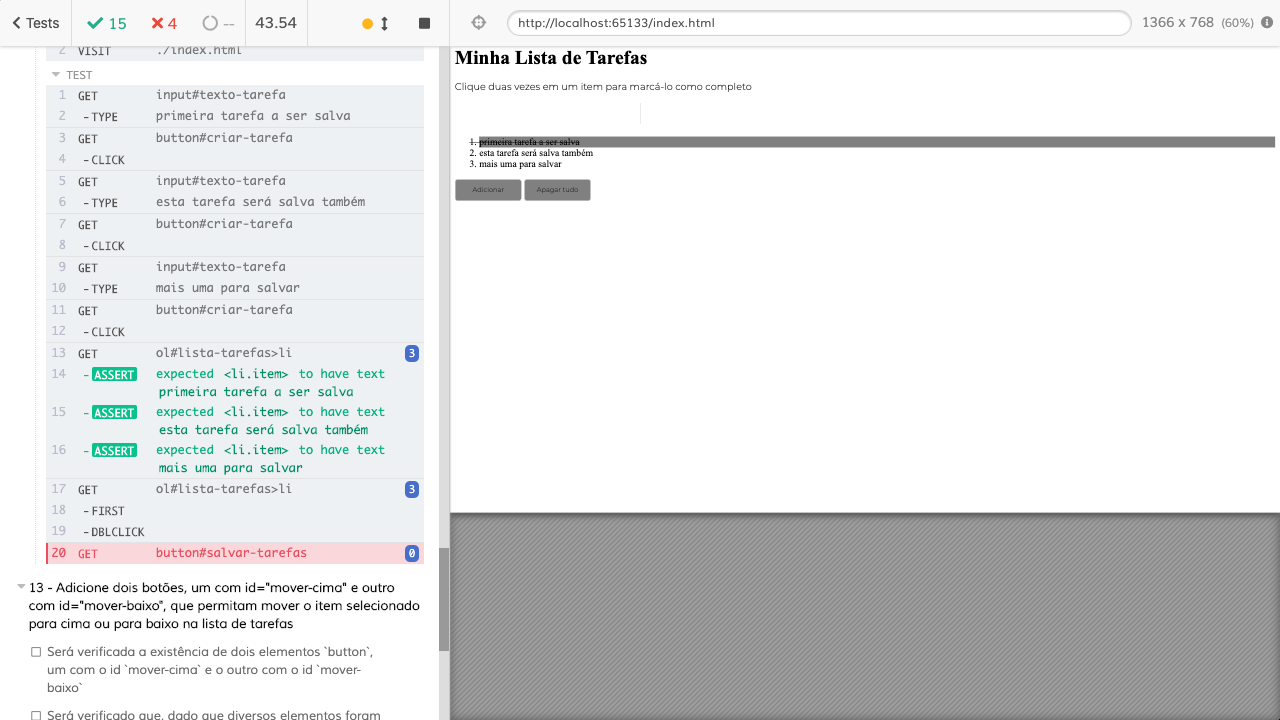 Tests
15
4
--
43.54
http://localhost:65133/index.html
1366 x 768 (60%)
2 VISIT ./index.html
TEST
1 GET input#texto-tarefa
2 -TYPE primeira tarefa a ser salva
3 GET button#criar-tarefa
4 -CLICK
5 GET input#texto-tarefa
6 -TYPE esta tarefa será salva também
7 GET button#criar-tarefa
8 -CLICK
9 GET input#texto-tarefa
10 -TYPE mais uma para salvar
11 GET button#criar-tarefa
12 -CLICK
13 GET ol#lista-tarefas>li 3
14 -ASSERT expected <li.item> to have text
primeira tarefa a ser salva
15 -ASSERT expected <li.item> to have text
esta tarefa será salva também
16 -ASSERT expected <li.item> to have text
mais uma para salvar
17 GET ol#lista-tarefas>li 3
18 -FIRST
19 -DBLCLICK
20 GET button#salvar-tarefas 0
13 - Adicione dois botões, um com id="mover-cima" e outro
com id="mover-baixo", que permitam mover o item selecionado
para cima ou para baixo na lista de tarefas
Será verificada a existência de dois elementos `button`,
um com o id `mover-cima` e o outro com o id `mover-
baixo`
Será verificado que, dado que diversos elementos foram
Minha Lista de Tarefas
Clique duas vezes em um item para marcá-lo como completo
1. primeira tarefa a ser salva
2. esta tarefa será salva também
3. mais uma para salvar
Adicionar Apagar tudo